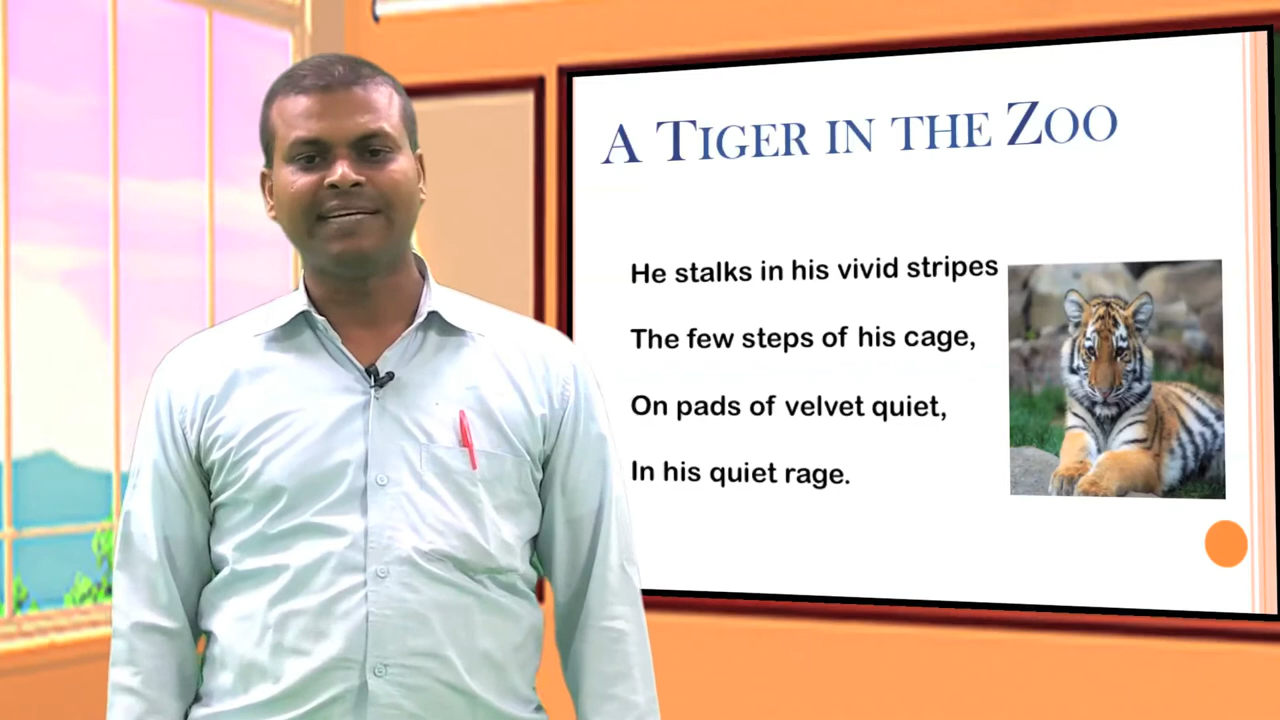 A Tiger in the Zoo
He stalks in his vivid stripes
The few steps of his cage,
On pads of velvet quiet,
In his quiet rage.